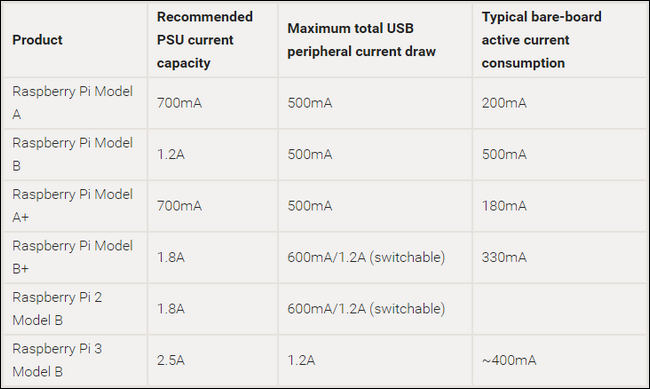 Product
Recommended
PSU current
capacity
Maximum total USB
peripheral current draw
Typical bare-board
active current
consumption
Raspberry Pi Model
A
700mA
500mA
200mA
Raspberry Pi Model
B
1.2A
500mA
500mA
Raspberry Pi Model
A+
700mA
500mA
180mA
Raspberry Pi Model
B+
1.8A
600mA/1.2A (switchable)
330mA
Raspberry Pi 2
Model B
1.8A
600mA/1.2A (switchable)
Raspberry Pi 3
Model B
2.5A
1.2A
~400mA